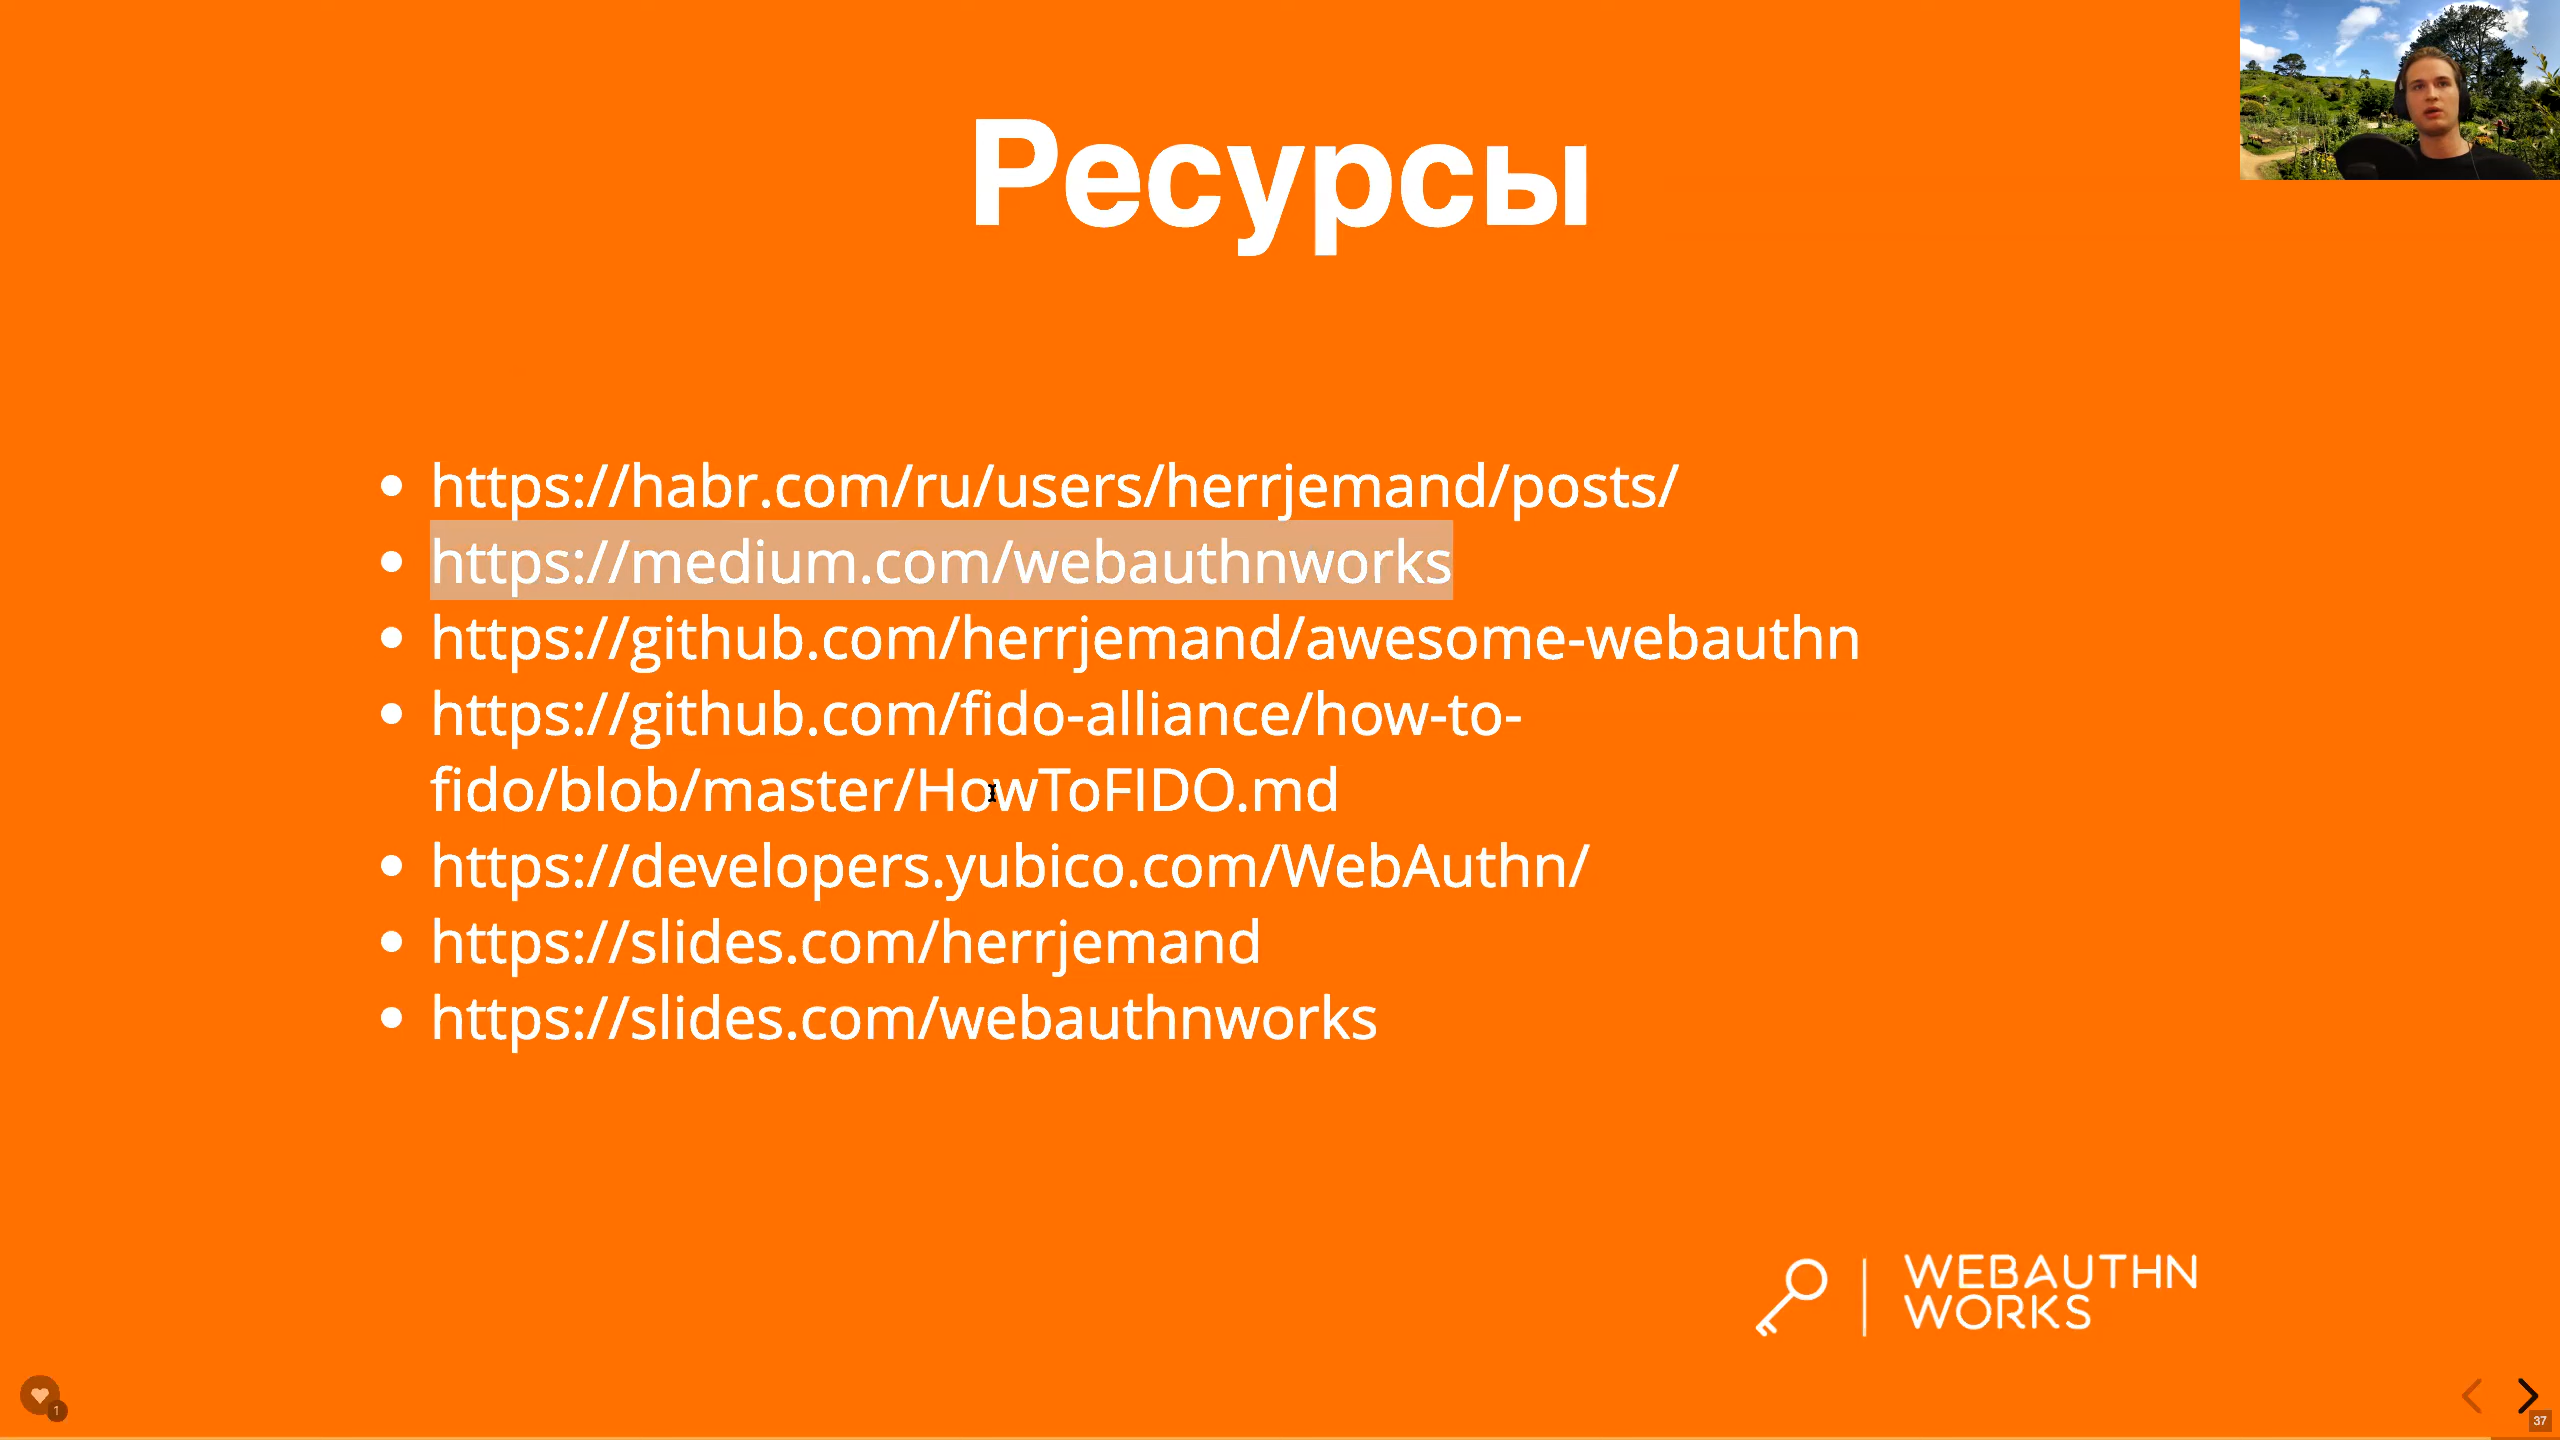 Ресурсы
https://habr.com/ru/users/herrjemand/posts/
https://medium.com/webauthnworks
https://github.com/herrjemand/awesome-webauthn
https://github.com/fido-alliance/how-to-
fido/blob/master/HowToFIDO.md
https://developers.yubico.com/WebAuthn/
https://slides.com/herrjemand
https://slides.com/webauthnworks
WEBAUTHN
WORKS
1
37